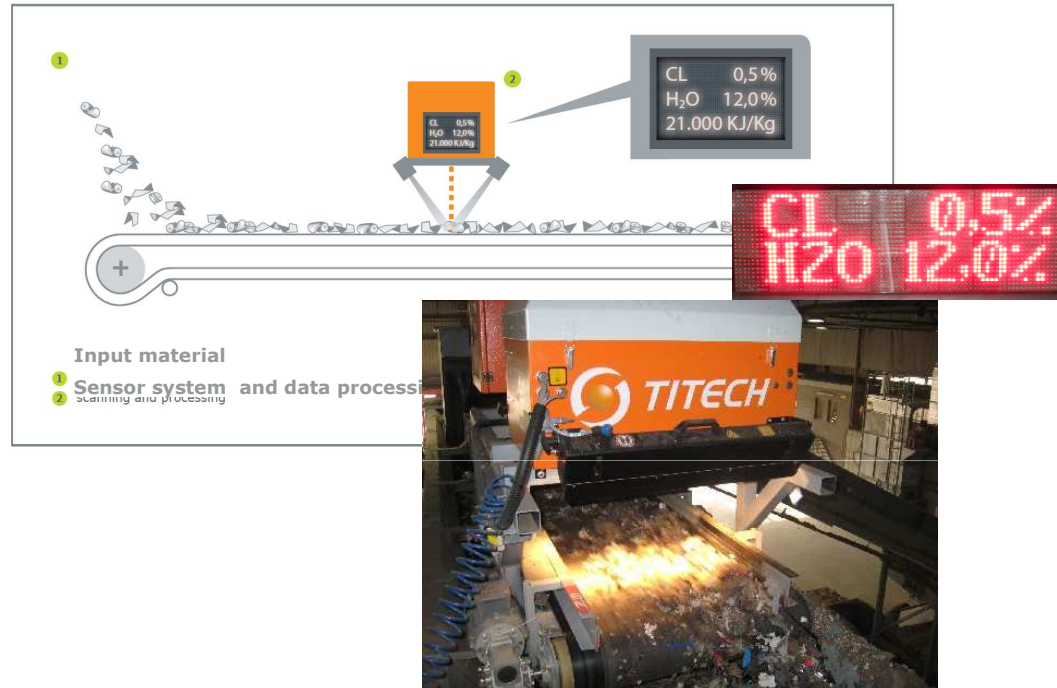 1
2
CL 0,5%
H₂O 12,0%
21.000 KJ/Kg
CL 0,5%
H₂O 12,0%
21.000 KJ/Kg
CL 0,5%
H2O 12,0%
Input material
1 Sensor system and data processi
2 scanning and processing
TITECH